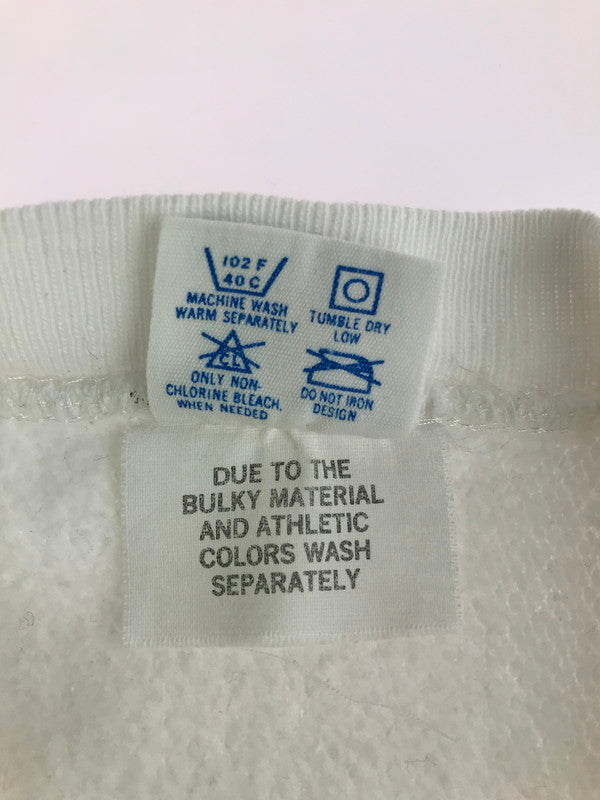 102 F
40 C
MACHINE WASH
WARM SEPARATELY
TUMBLE DRY
LOW
CL
ONLY NON-
CHLORINE BLEACH.
WHEN NEEDED
DO NOT IRON
DESIGN
DUE TO THE
BULKY MATERIAL
AND ATHLETIC
COLORS WASH
SEPARATELY